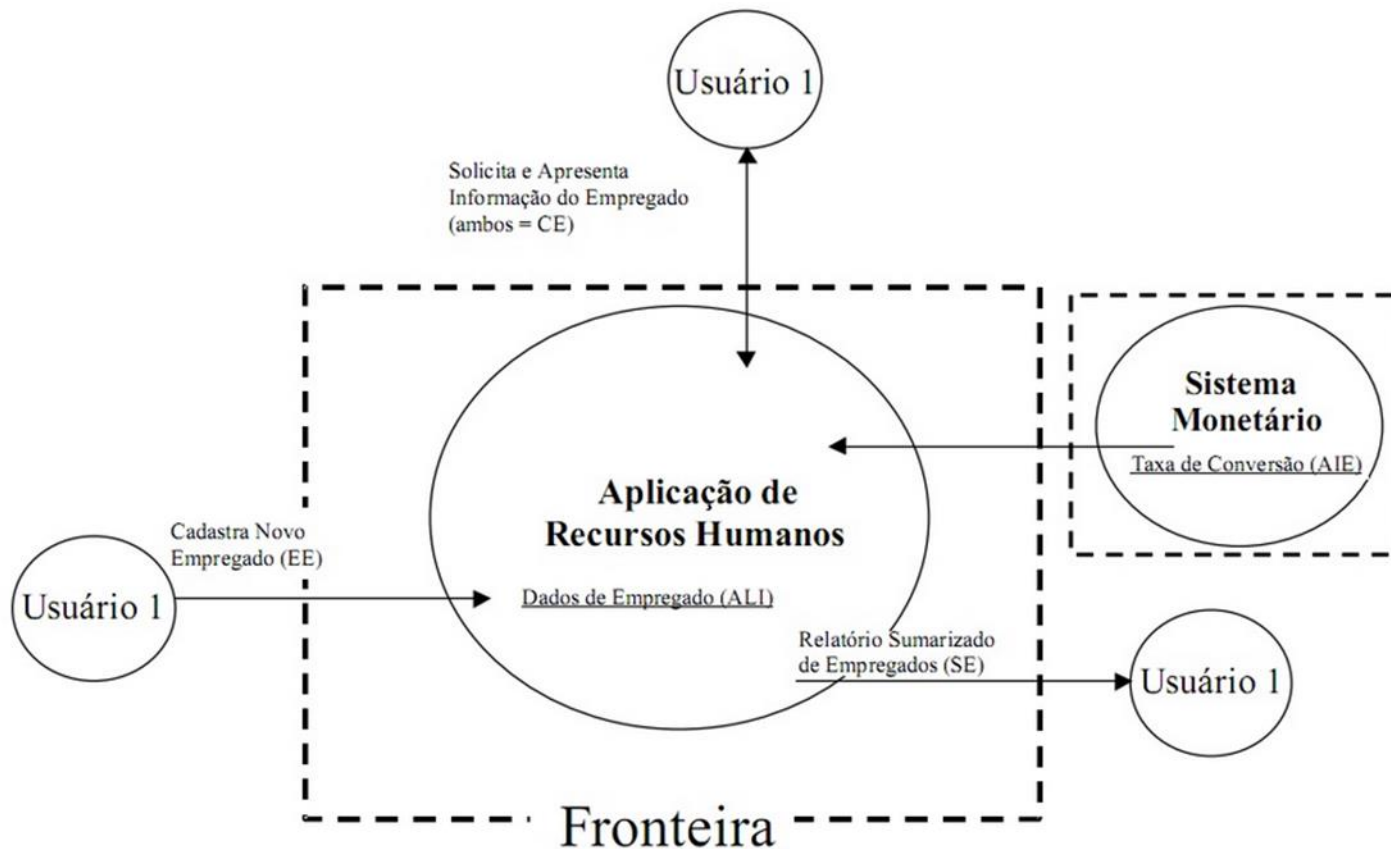 Usuário 1
Solicita e Apresenta
Informação do Empregado
(ambos = CE)
Sistema
Monetário
Taxa de Conversão (AIE)
Aplicação de
Recursos Humanos
Cadastra Novo
Empregado (EE)
Usuário 1
Dados de Empregado (ALI)
Relatório Sumarizado
de Empregados (SE)
Usuário 1
Fronteira